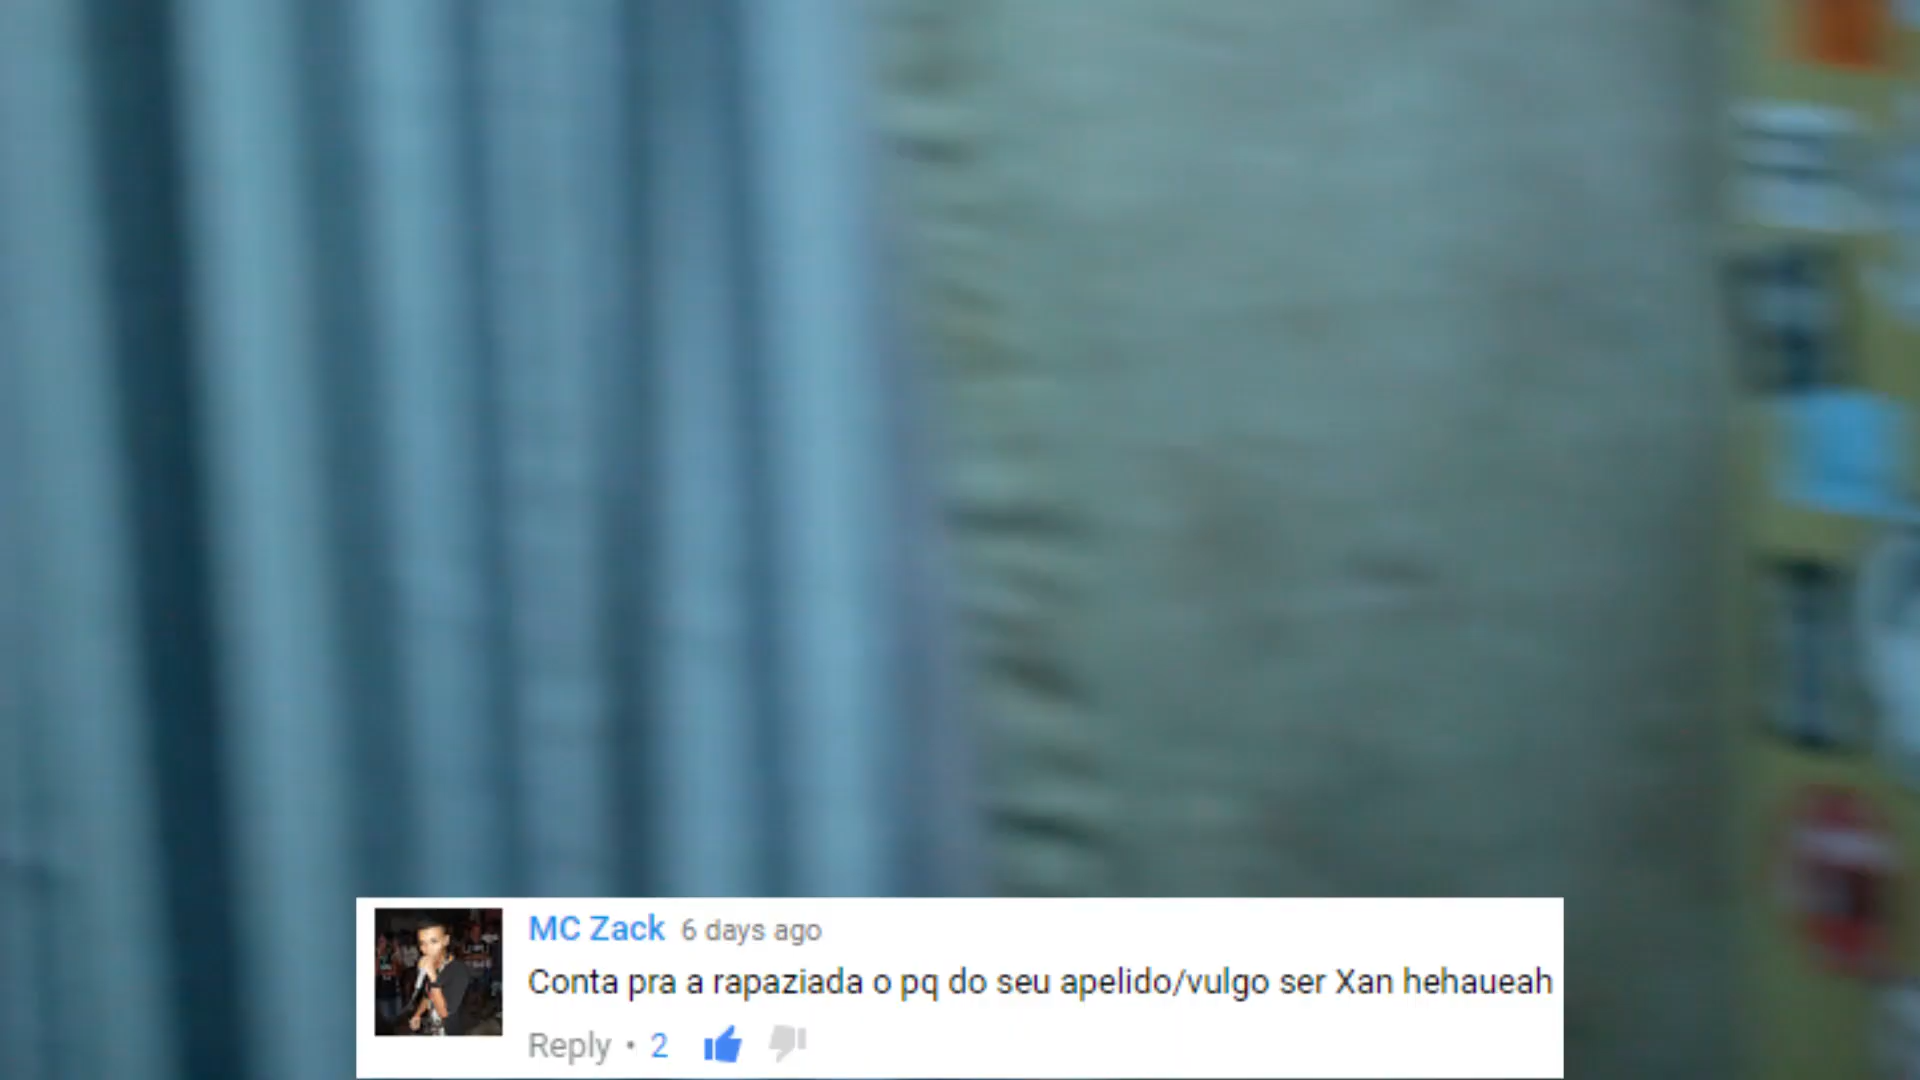 MC Zack 6 days ago
Conta pra a rapaziada o pq do seu apelido/vulgo ser Xan hehaueah
Reply • 2